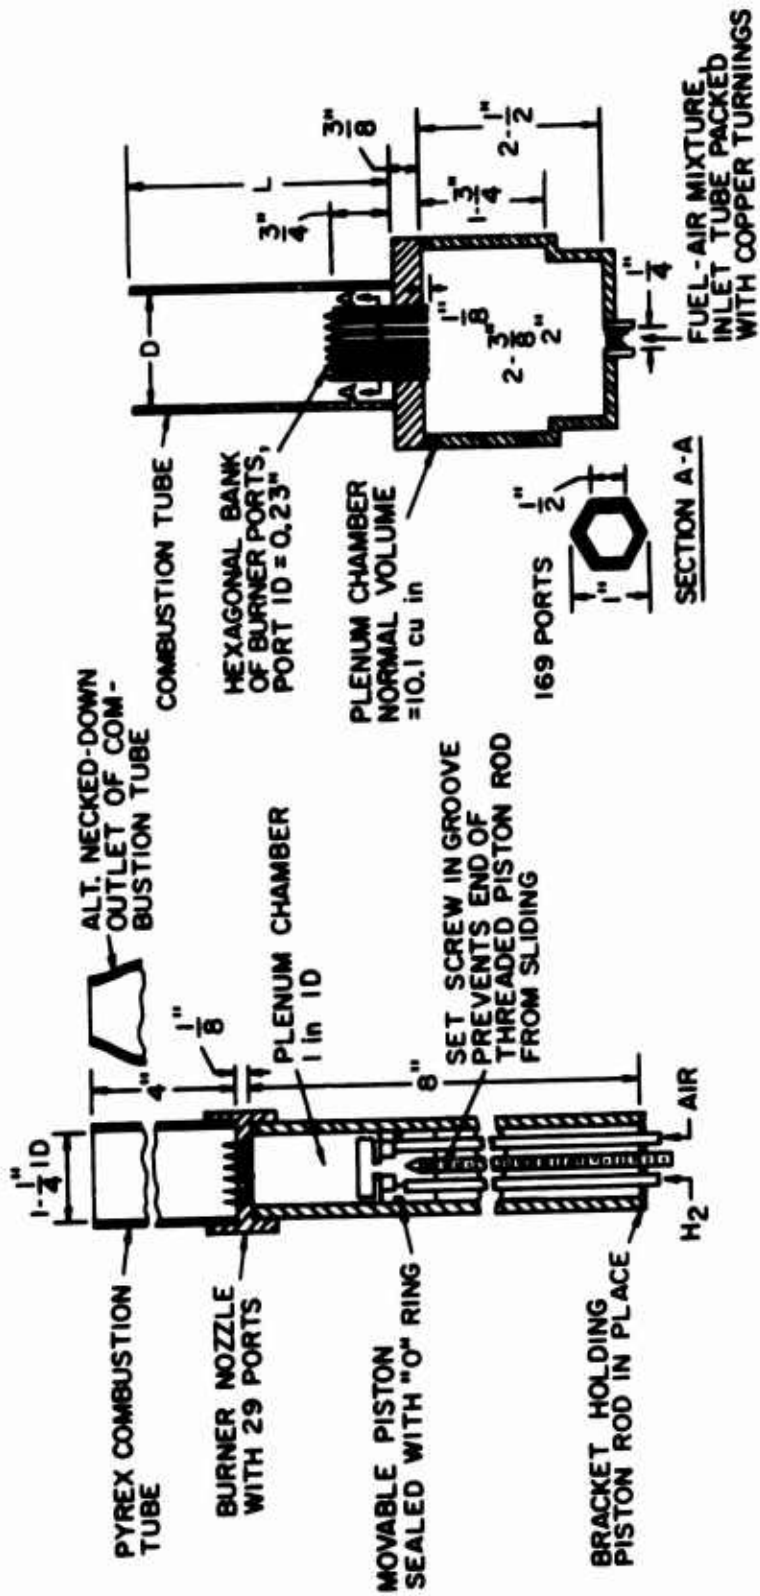 ALT. NECKED-DOWN
OUTLET OF COM-
BUSTION TUBE
1-1/4" ID
4"
1/8"
PYREX COMBUSTION
TUBE
BURNER NOZZLE
WITH 29 PORTS
PLENUM CHAMBER
1 in ID
MOVABLE PISTON
SEALED WITH "O" RING
SET SCREW IN GROOVE
PREVENTS END OF
THREADED PISTON ROD
FROM SLIDING
8"
BRACKET HOLDING
PISTON ROD IN PLACE
H2
AIR
COMBUSTION TUBE
D
L
3/4"
3/8"
HEXAGONAL BANK
OF BURNER PORTS,
PORT ID = 0.23"
A
A
1/8"
PLENUM CHAMBER
NORMAL VOLUME
=10.1 cu in
2-3/8"
2
1-3/4"
2-1/2"
169 PORTS
1"
1/2"
SECTION A-A
1/4"
FUEL-AIR MIXTURE,
INLET TUBE PACKED
WITH COPPER TURNINGS